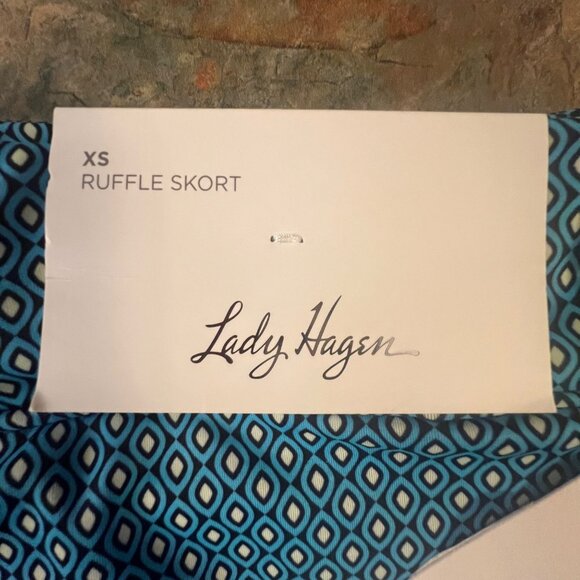 XS
RUFFLE SKORT
Lady Hagen